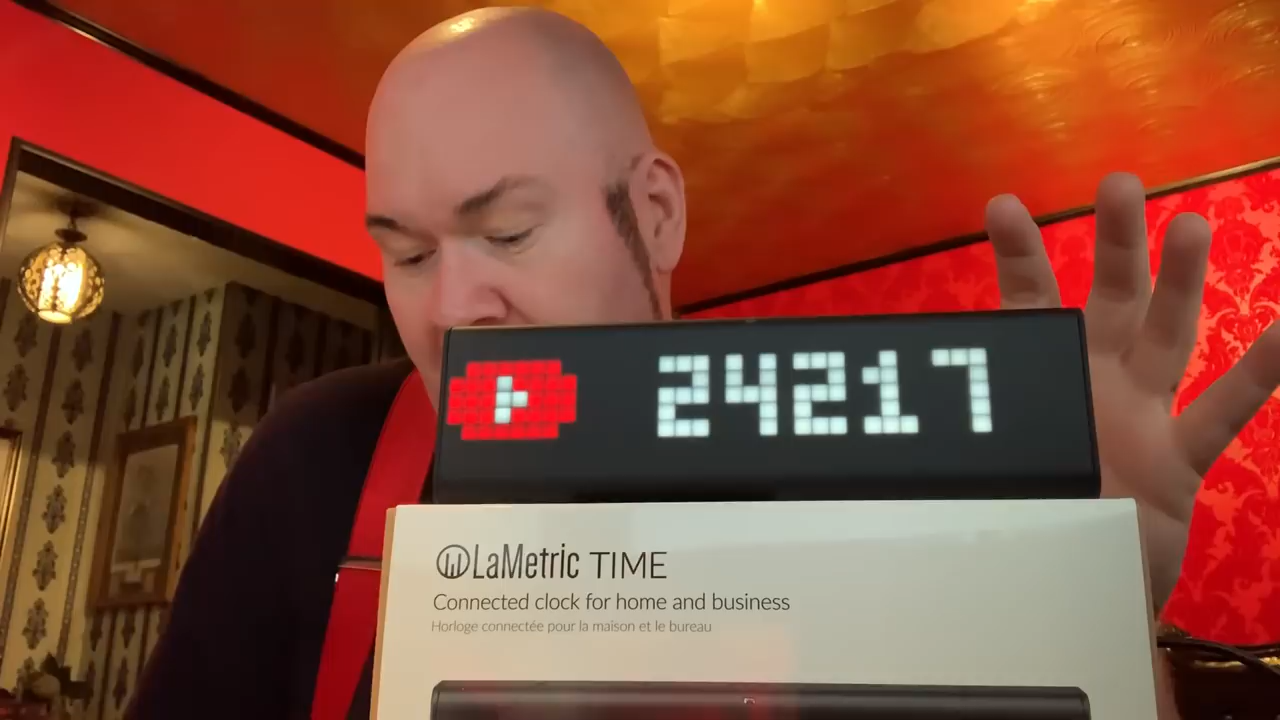 24217
LaMetric TIME
Connected clock for home and business
Horloge connectée pour la maison et le bureau